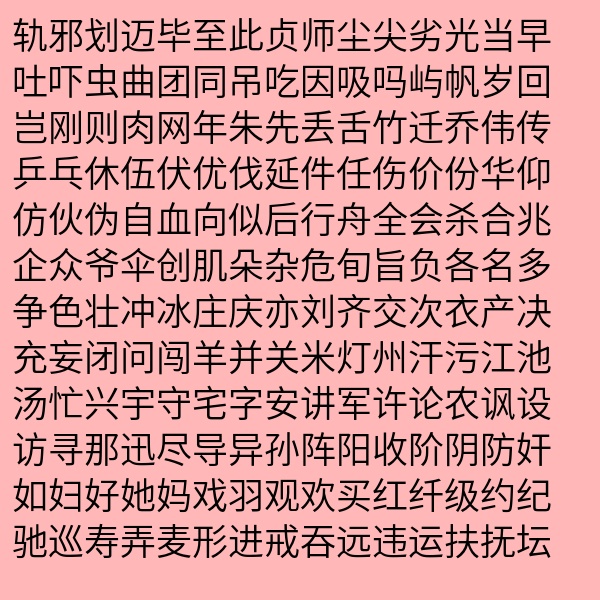 轨邪划迈毕至此贞师尘尖劣光当早
吐吓虫曲团同吊吃因吸吗屿帆岁回
岂刚则肉网年朱先丢舌竹迁乔伟传
乒乓休伍伏优伐延件任伤价份华仰
仿伙伪自血向似后行舟全会杀合兆
企众爷伞创肌朵杂危旬旨负各名多
争色壮冲冰庄庆亦刘齐交次衣产决
充妄闭问闯羊并关米灯州汗污江池
汤忙兴宇守宅字安讲军许论农讽设
访寻那迅尽导异孙阵阳收阶阴防奸
如妇好她妈戏羽观欢买红纤级约纪
驰巡寿弄麦形进戒吞远违运扶抚坛